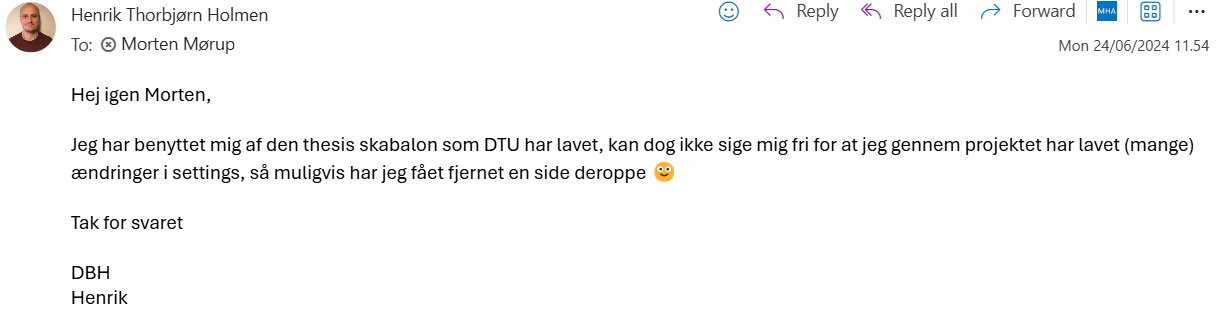 Henrik Thorbjørn Holmen
Reply
Reply all
Forward
MHA
To: Morten Mørup
Mon 24/06/2024 11.54
Hej igen Morten,
Jeg har benyttet mig af den thesis skabalon som DTU har lavet, kan dog ikke sige mig fri for at jeg gennem projektet har lavet (mange)
ændringer i settings, så muligvis har jeg fået fjernet en side deroppe
Tak for svaret
DBH
Henrik